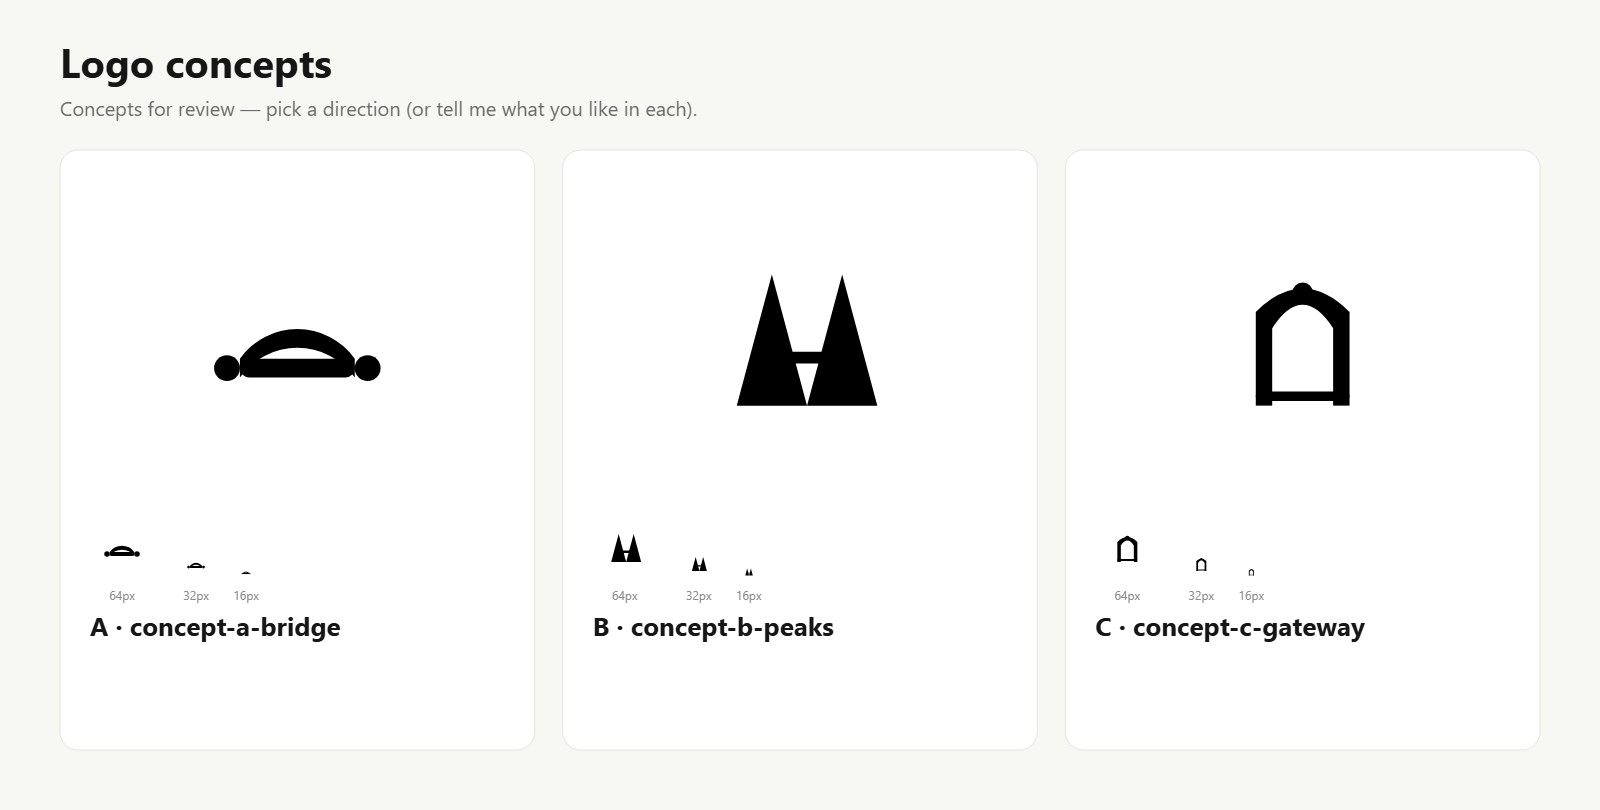 Logo concepts
Concepts for review — pick a direction (or tell me what you like in each).
64px 32px 16px
A · concept-a-bridge
64px 32px 16px
B · concept-b-peaks
64px 32px 16px
C · concept-c-gateway